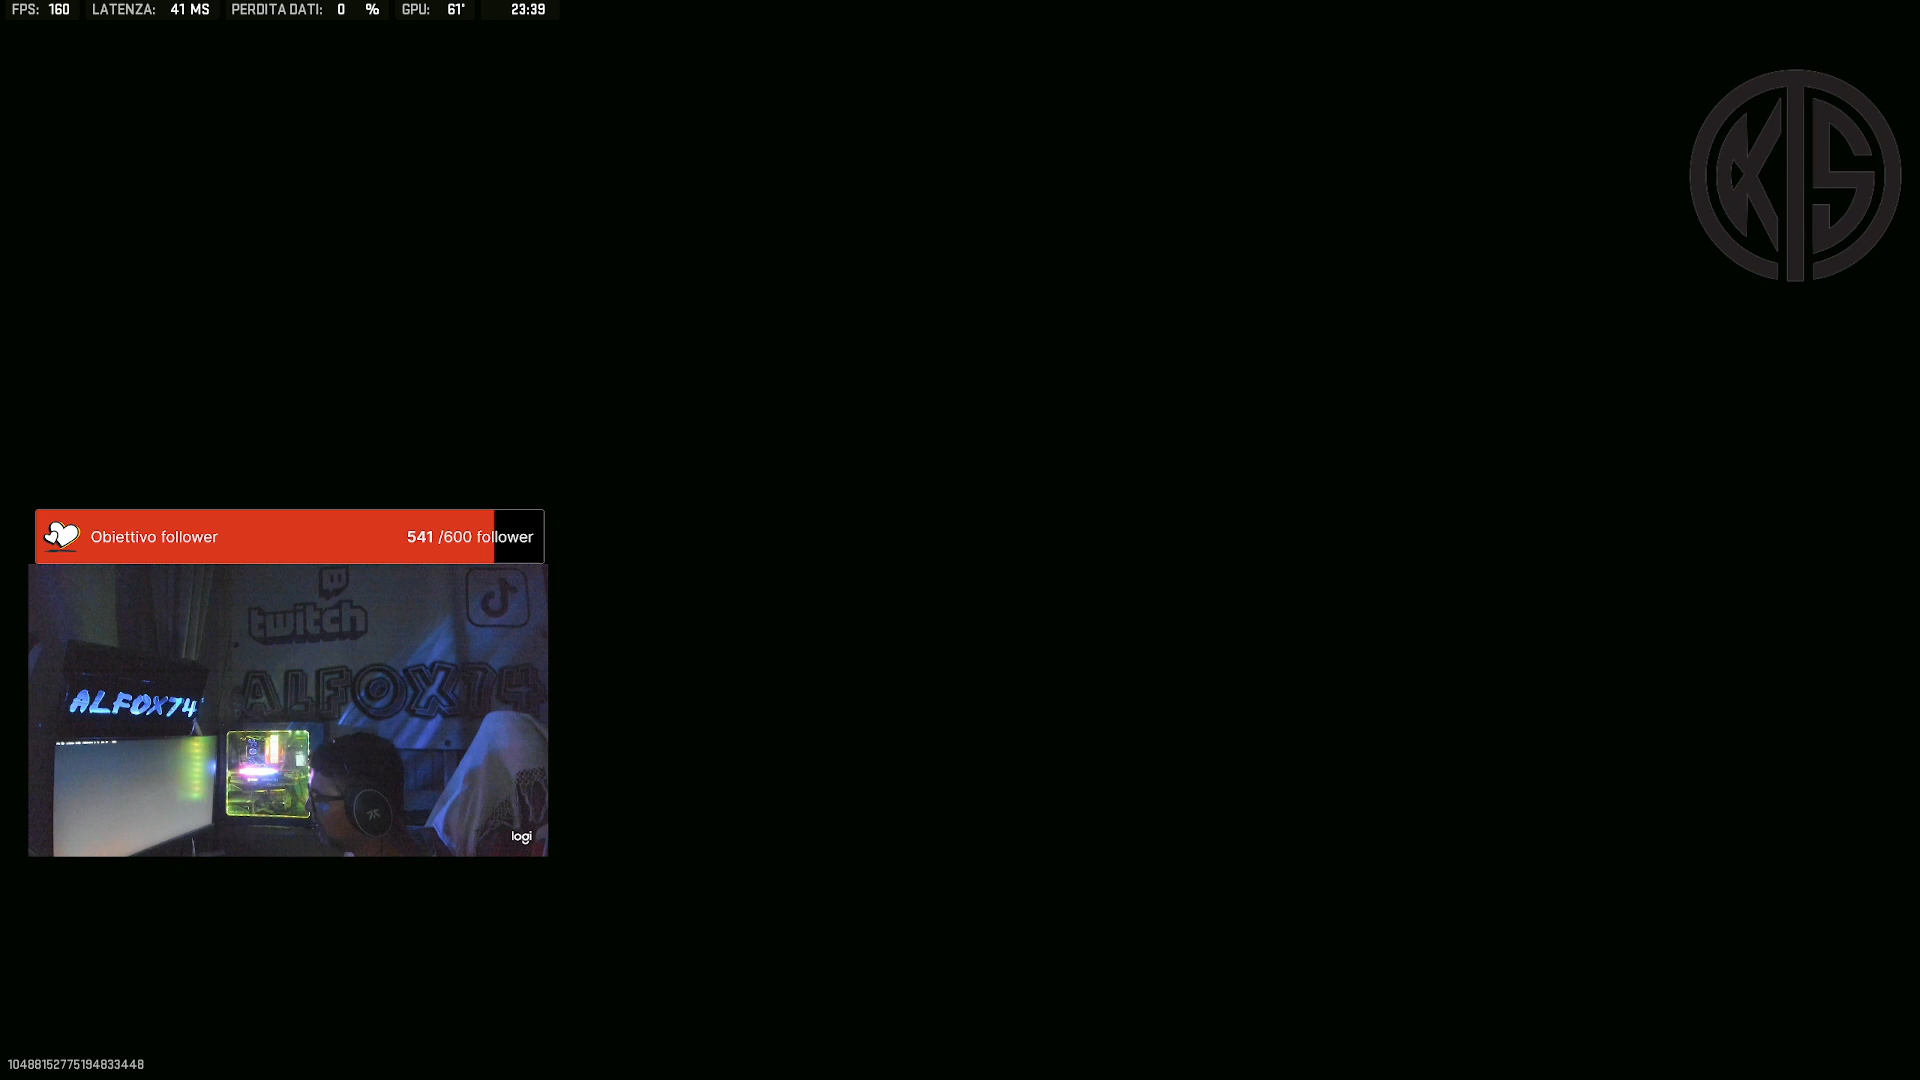 FPS: 160 LATENZA: 41 MS PERDITA DATI: 0 % GPU: 61° 23:39
KTS
Obiettivo follower 541 /600 follower
twitch
ALFOX74
ALFOX74
logi
10488152775194833448